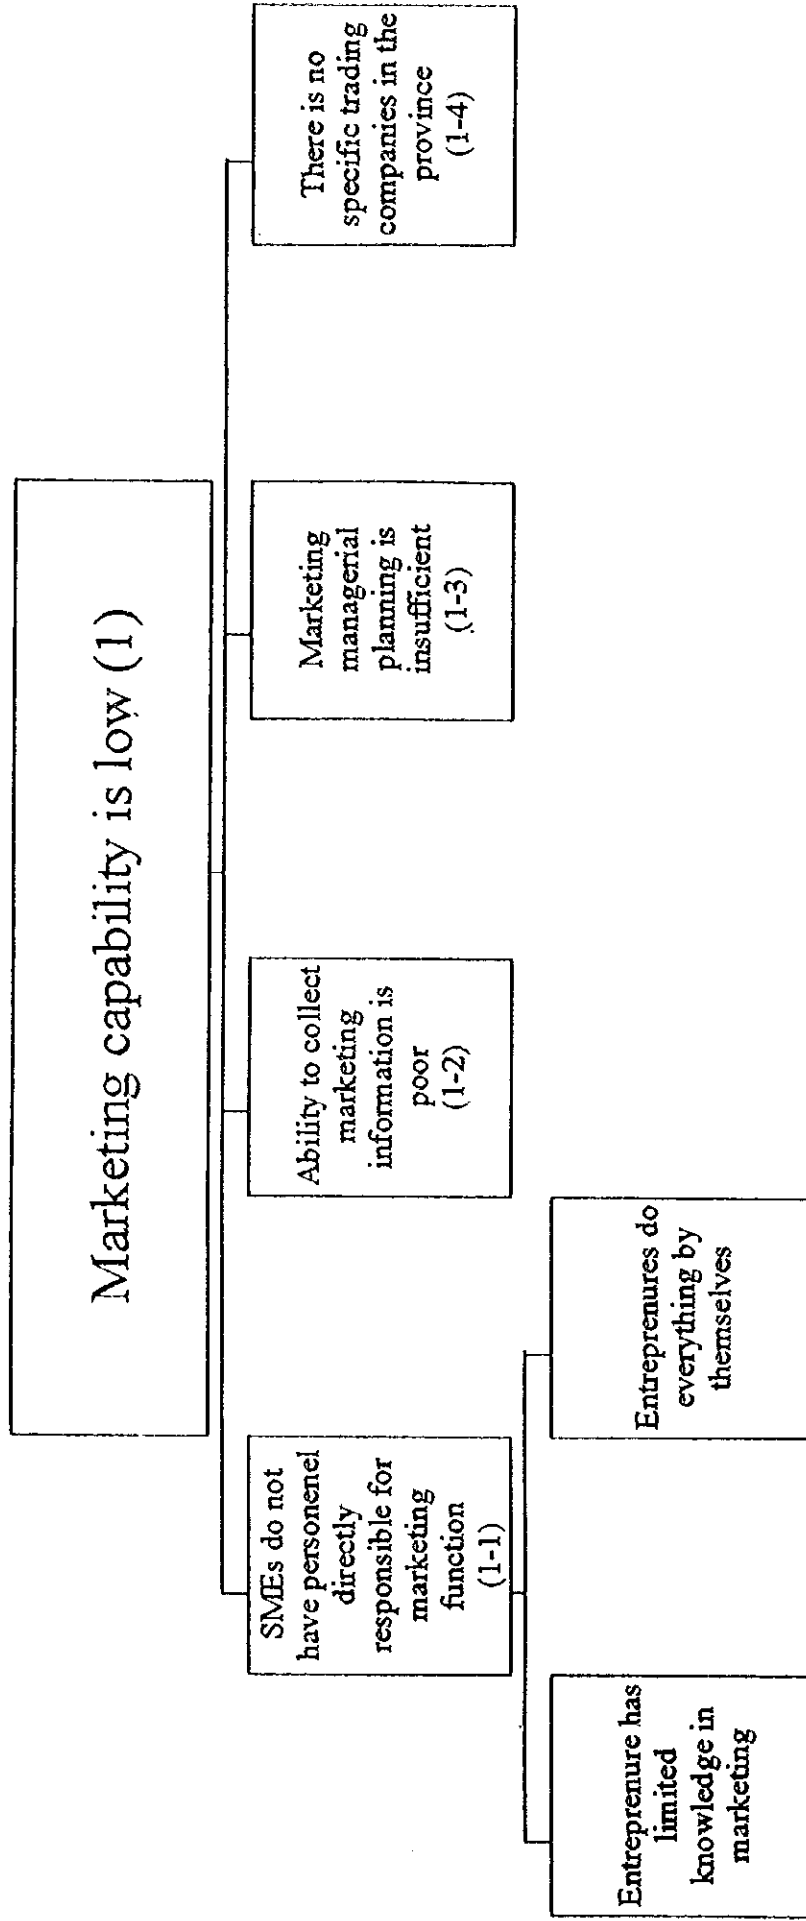 Marketing capability is low (1)
SMEs do not
have personenel
directly
responsible for
marketing
function
(1-1)
Ability to collect
marketing
information is
poor
(1-2)
Marketing
managerial
planning is
insufficient
(1-3)
There is no
specific trading
companies in the
province
(1-4)
Entreprenure has
limited
knowledge in
marketing
Entreprenures do
everything by
themselves